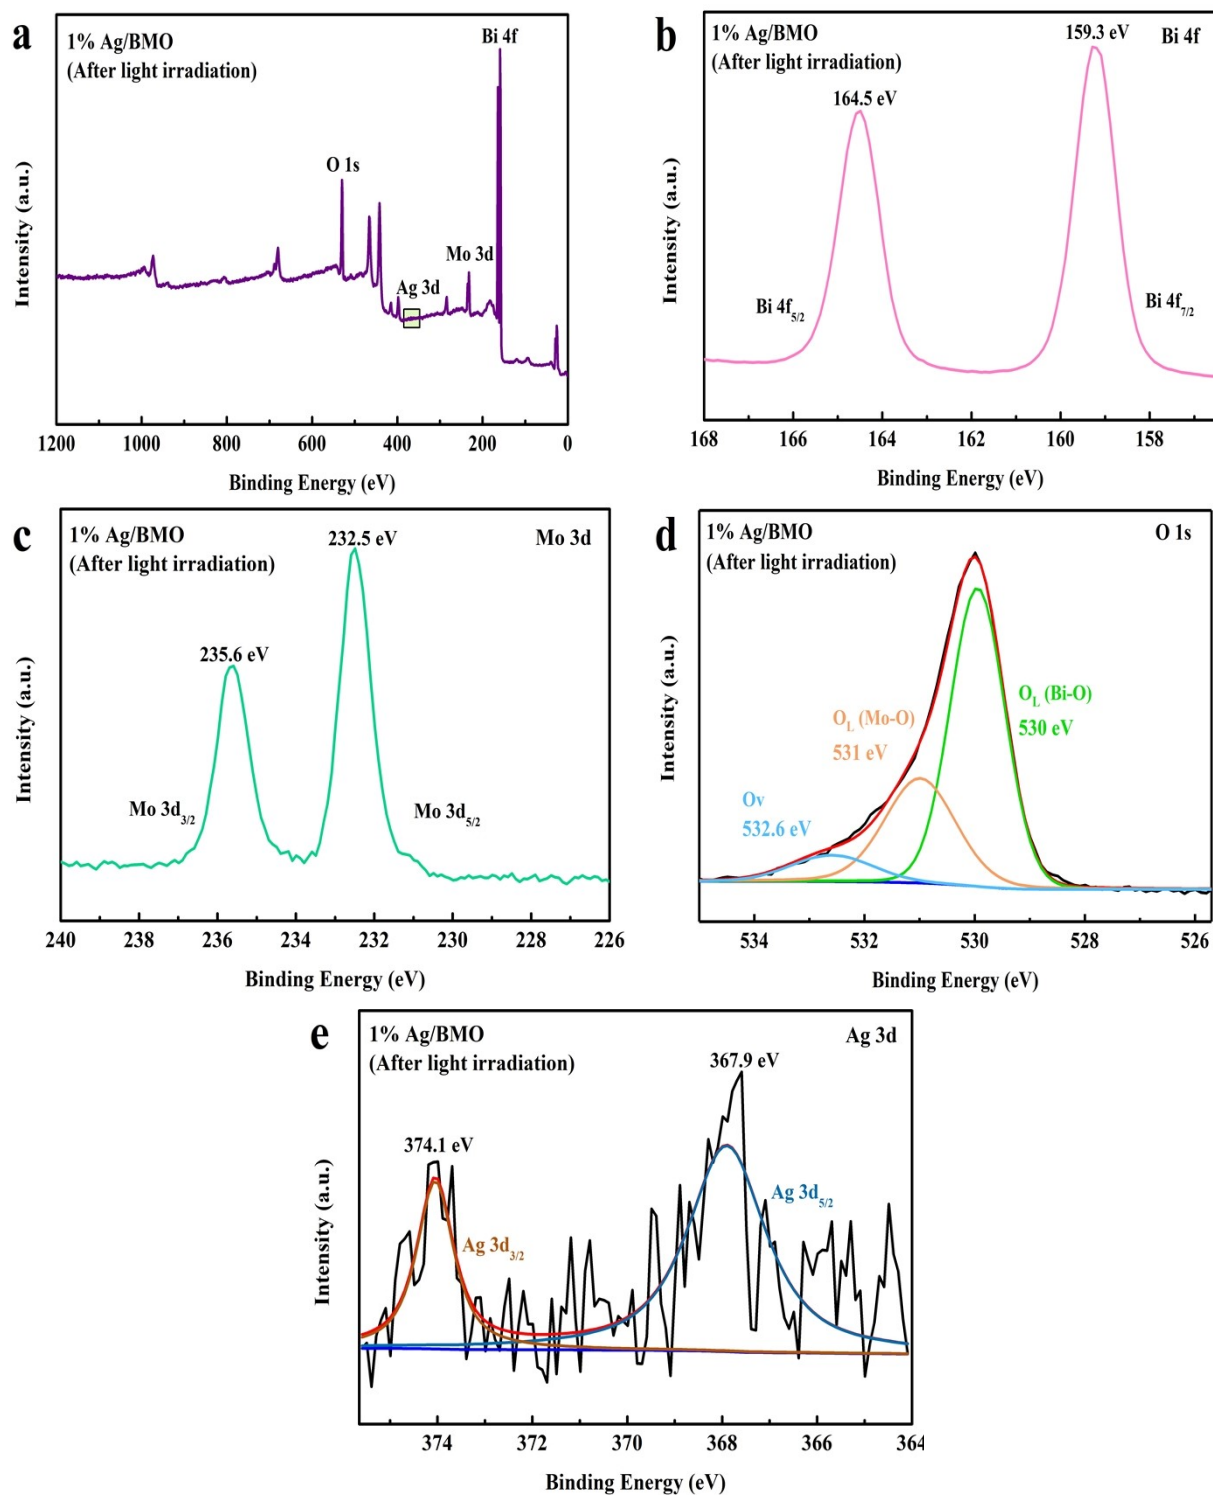 a
1% Ag/BMO
(After light irradiation)
Bi 4f
O 1s
Mo 3d
Ag 3d
Intensity (a.u.)
1200 1000 800 600 400 200 0
Binding Energy (eV)
b
1% Ag/BMO
(After light irradiation)
159.3 eV
Bi 4f
164.5 eV
Bi 4f5/2
Bi 4f7/2
Intensity (a.u.)
168 166 164 162 160 158
Binding Energy (eV)
c
1% Ag/BMO
(After light irradiation)
232.5 eV
Mo 3d
235.6 eV
Mo 3d3/2
Mo 3d5/2
Intensity (a.u.)
240 238 236 234 232 230 228 226
Binding Energy (eV)
d
1% Ag/BMO
(After light irradiation)
O 1s
OL (Bi-O)
530 eV
OL (Mo-O)
531 eV
Ov
532.6 eV
Intensity (a.u.)
534 532 530 528 526
Binding Energy (eV)
e
1% Ag/BMO
(After light irradiation)
367.9 eV
Ag 3d
374.1 eV
Ag 3d5/2
Ag 3d3/2
Intensity (a.u.)
374 372 370 368 366 364
Binding Energy (eV)